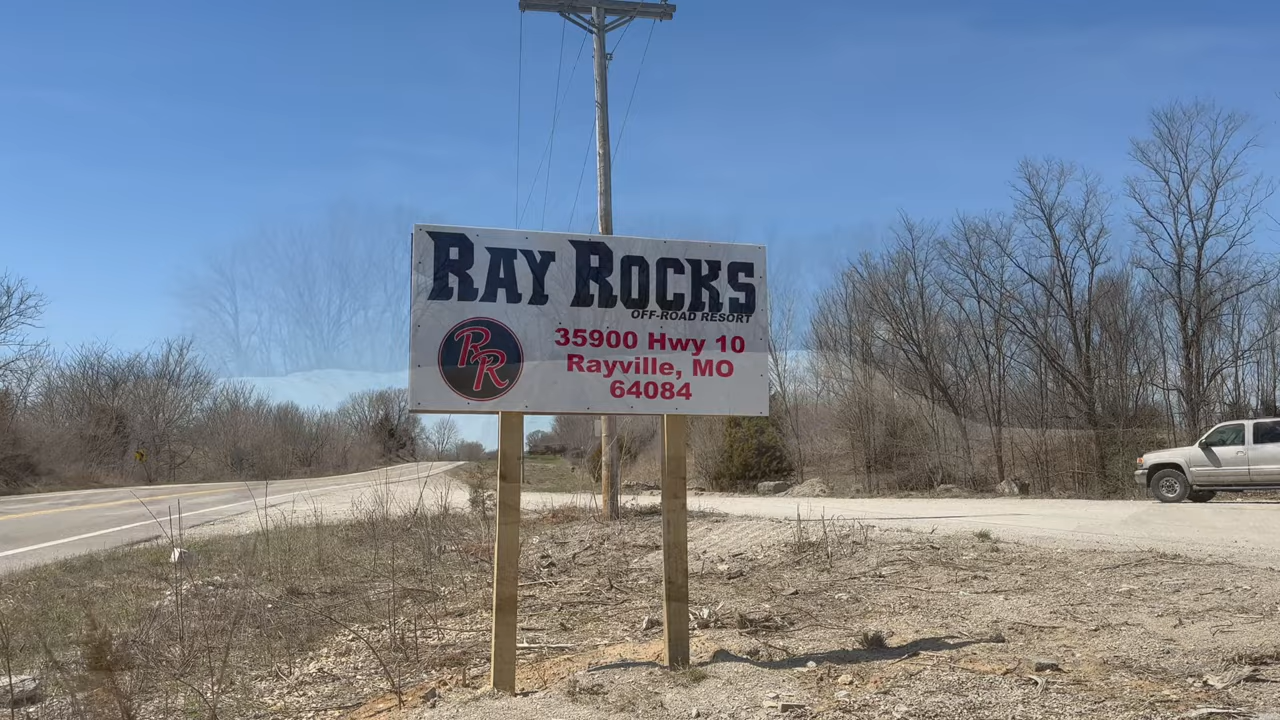 RAY ROCKS
OFF-ROAD RESORT
RR
35900 Hwy 10
Rayville, MO
64084